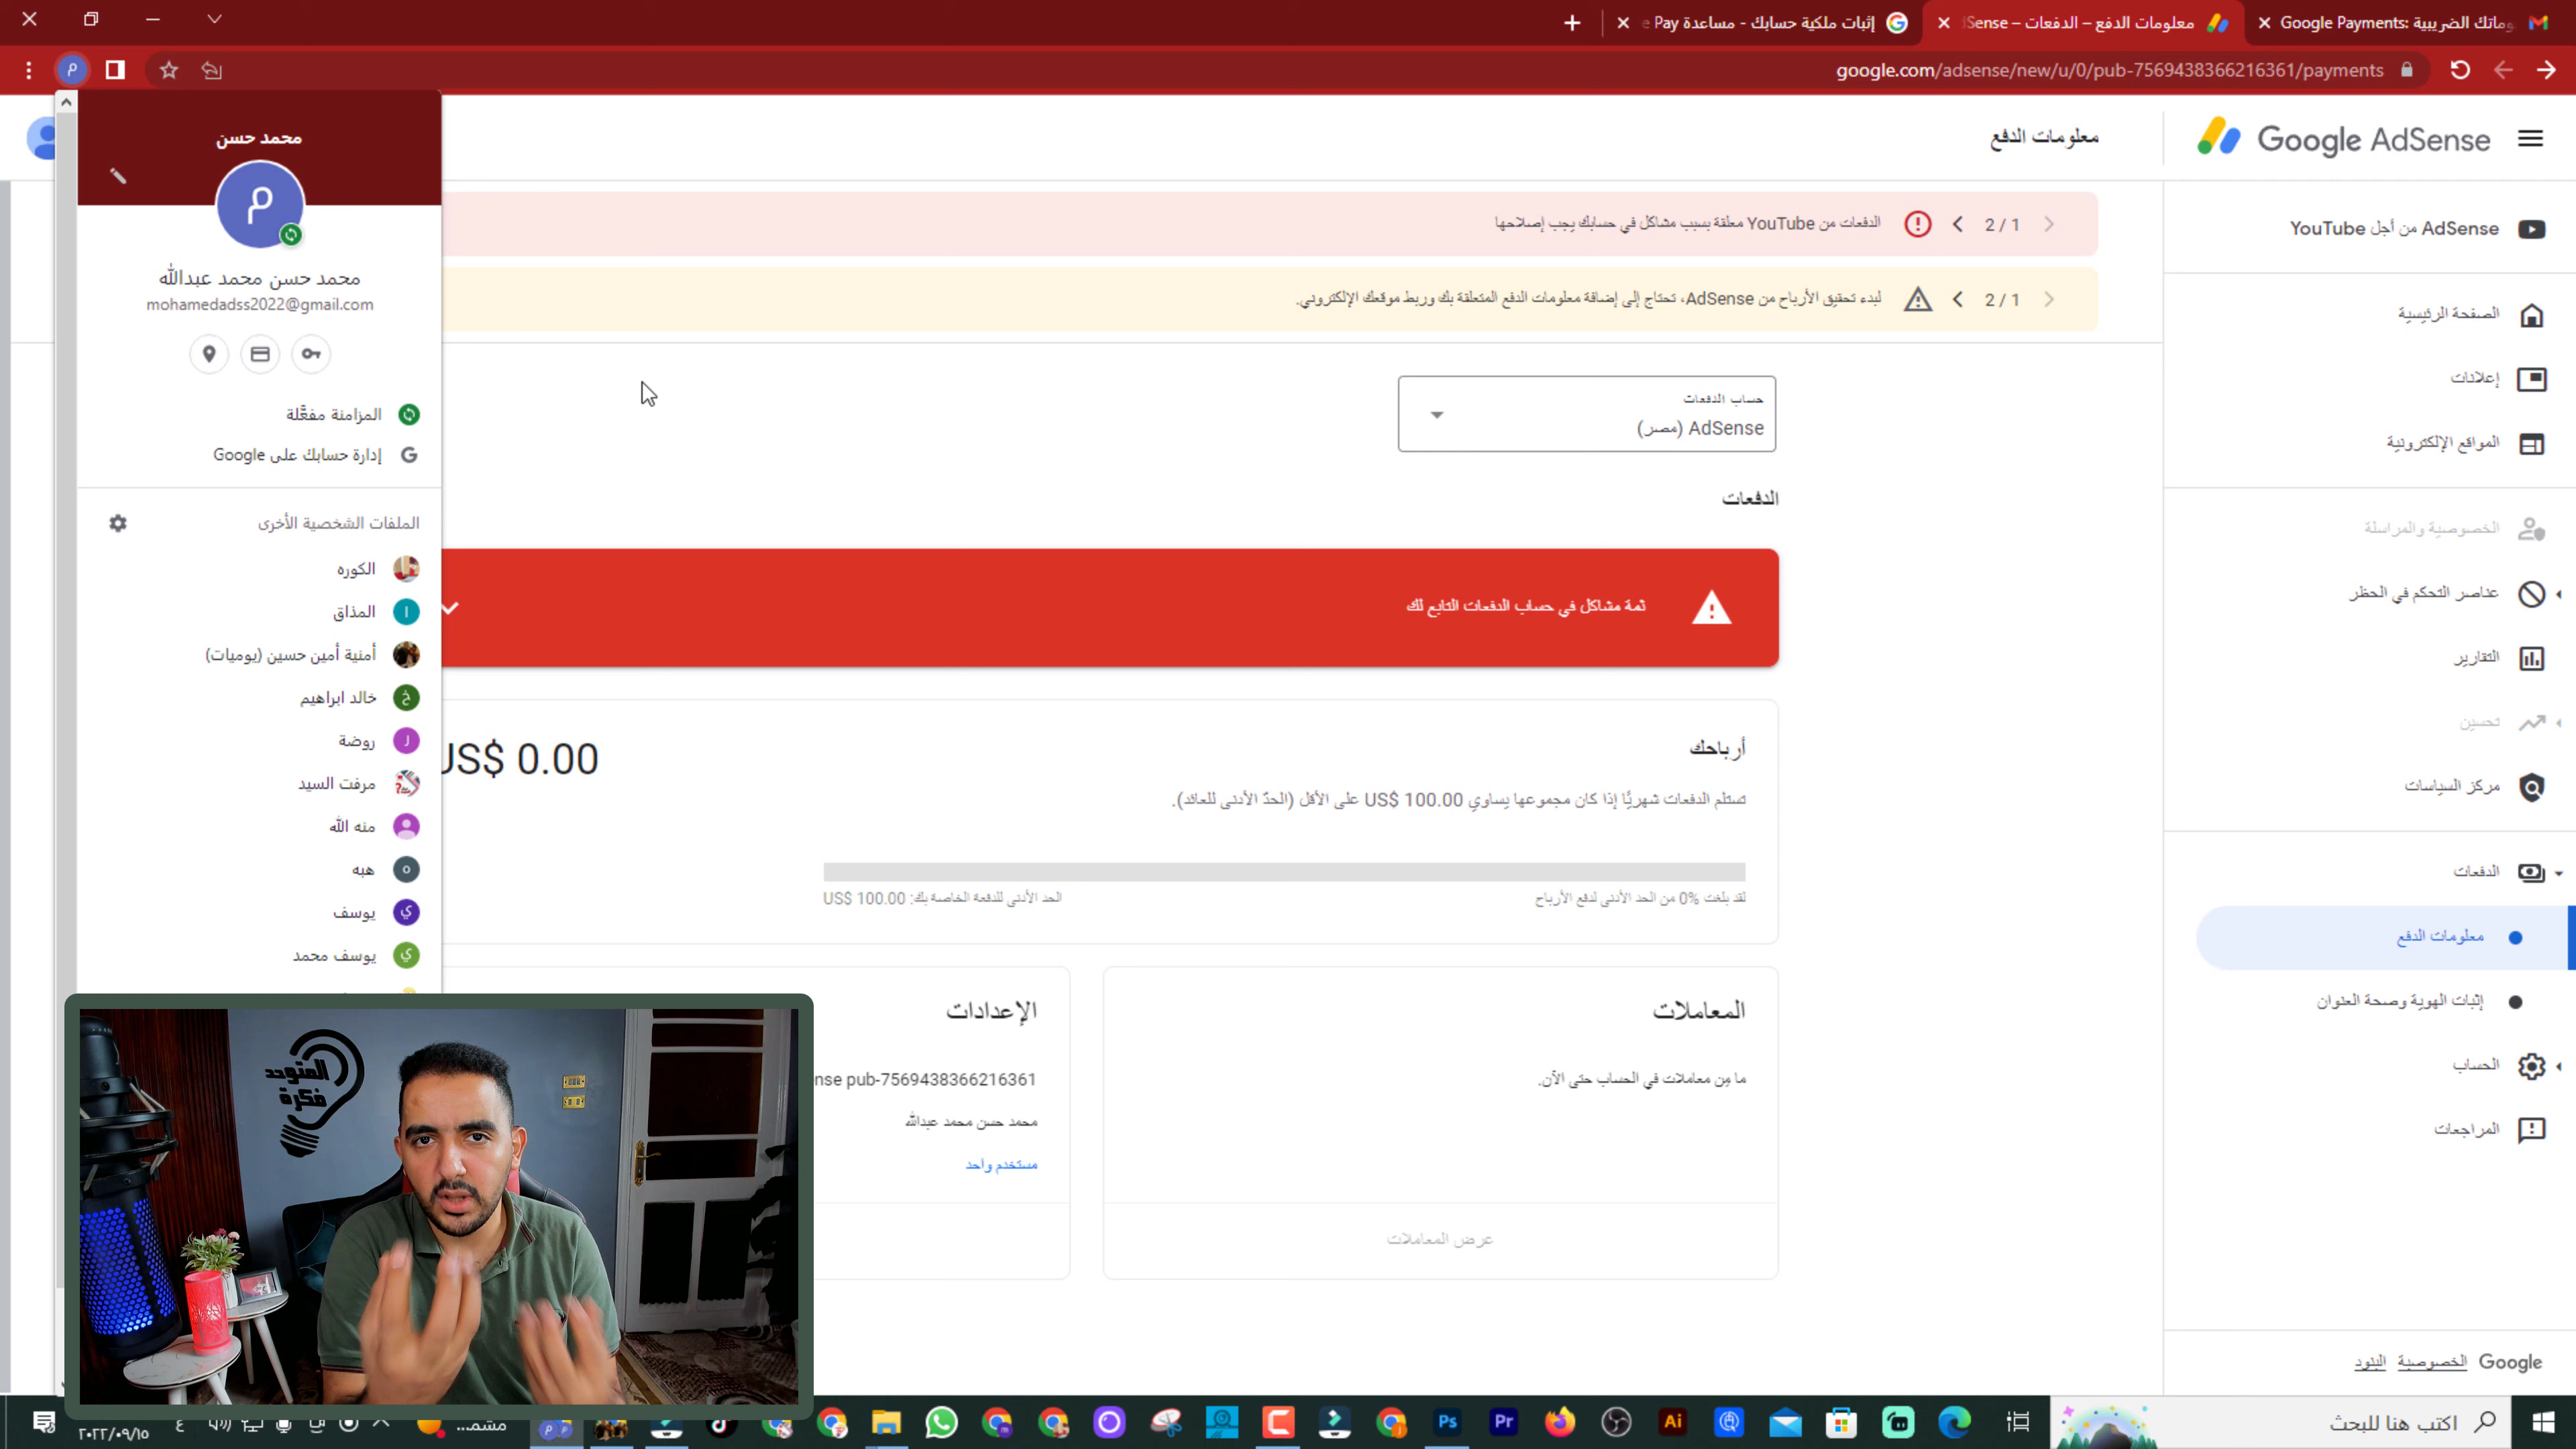 Google Payments: وماتك الضريبية
معلومات الدفع – الدفعات – Sense
إثبات ملكية حسابك - مساعدة Pay
google.com/adsense/new/u/0/pub-7569438366216361/payments
Google AdSense
معلومات الدفع
AdSense من أجل YouTube
الصفحة الرئيسية
إعلانات
المواقع الإلكترونية
الخصوصية والمراسلة
عناصر التحكم في الحظر
التقارير
تحسين
مركز السياسات
الدفعات
معلومات الدفع
إثبات الهوية وصحة العنوان
الحساب
المراجعات
Google الخصوصية البنود
الدفعات من YouTube معلقة بسبب مشاكل في حسابك يجب إصلاحها
2 / 1
لبدء تحقيق الأرباح من AdSense، تحتاج إلى إضافة معلومات الدفع المتعلقة بك وربط موقعك الإلكتروني.
2 / 1
حساب الدفعات
AdSense (مصر)
الدفعات
ثمة مشاكل في حساب الدفعات التابع لك
أرباحك
US$ 0.00
تستلم الدفعات شهريًا إذا كان مجموعها يساوي US$ 100.00 على الأقل (الحدّ الأدنى للعائد).
لقد بلغت 0% من الحد الأدنى لدفع الأرباح
الحد الأدنى للدفعة الخاصة بك: US$ 100.00
المعاملات
ما من معاملات في الحساب حتى الآن.
عرض المعاملات
الإعدادات
nse pub-7569438366216361
محمد حسن محمد عبدالله
مستخدم واحد
محمد حسن
م
محمد حسن محمد عبدالله
mohamedadss2022@gmail.com
المزامنة مفعَّلة
إدارة حسابك على Google
الملفات الشخصية الأخرى
الكوره
المذاق
أمنية أمين حسين (يوميات)
خالد ابراهيم
روضة
مرفت السيد
منه الله
هبه
يوسف
يوسف محمد
المتوحد
فكرة
اكتب هنا للبحث
Ai
Pr
Ps
مشم...
ع
٢٠٢٢/٠٩/١٥